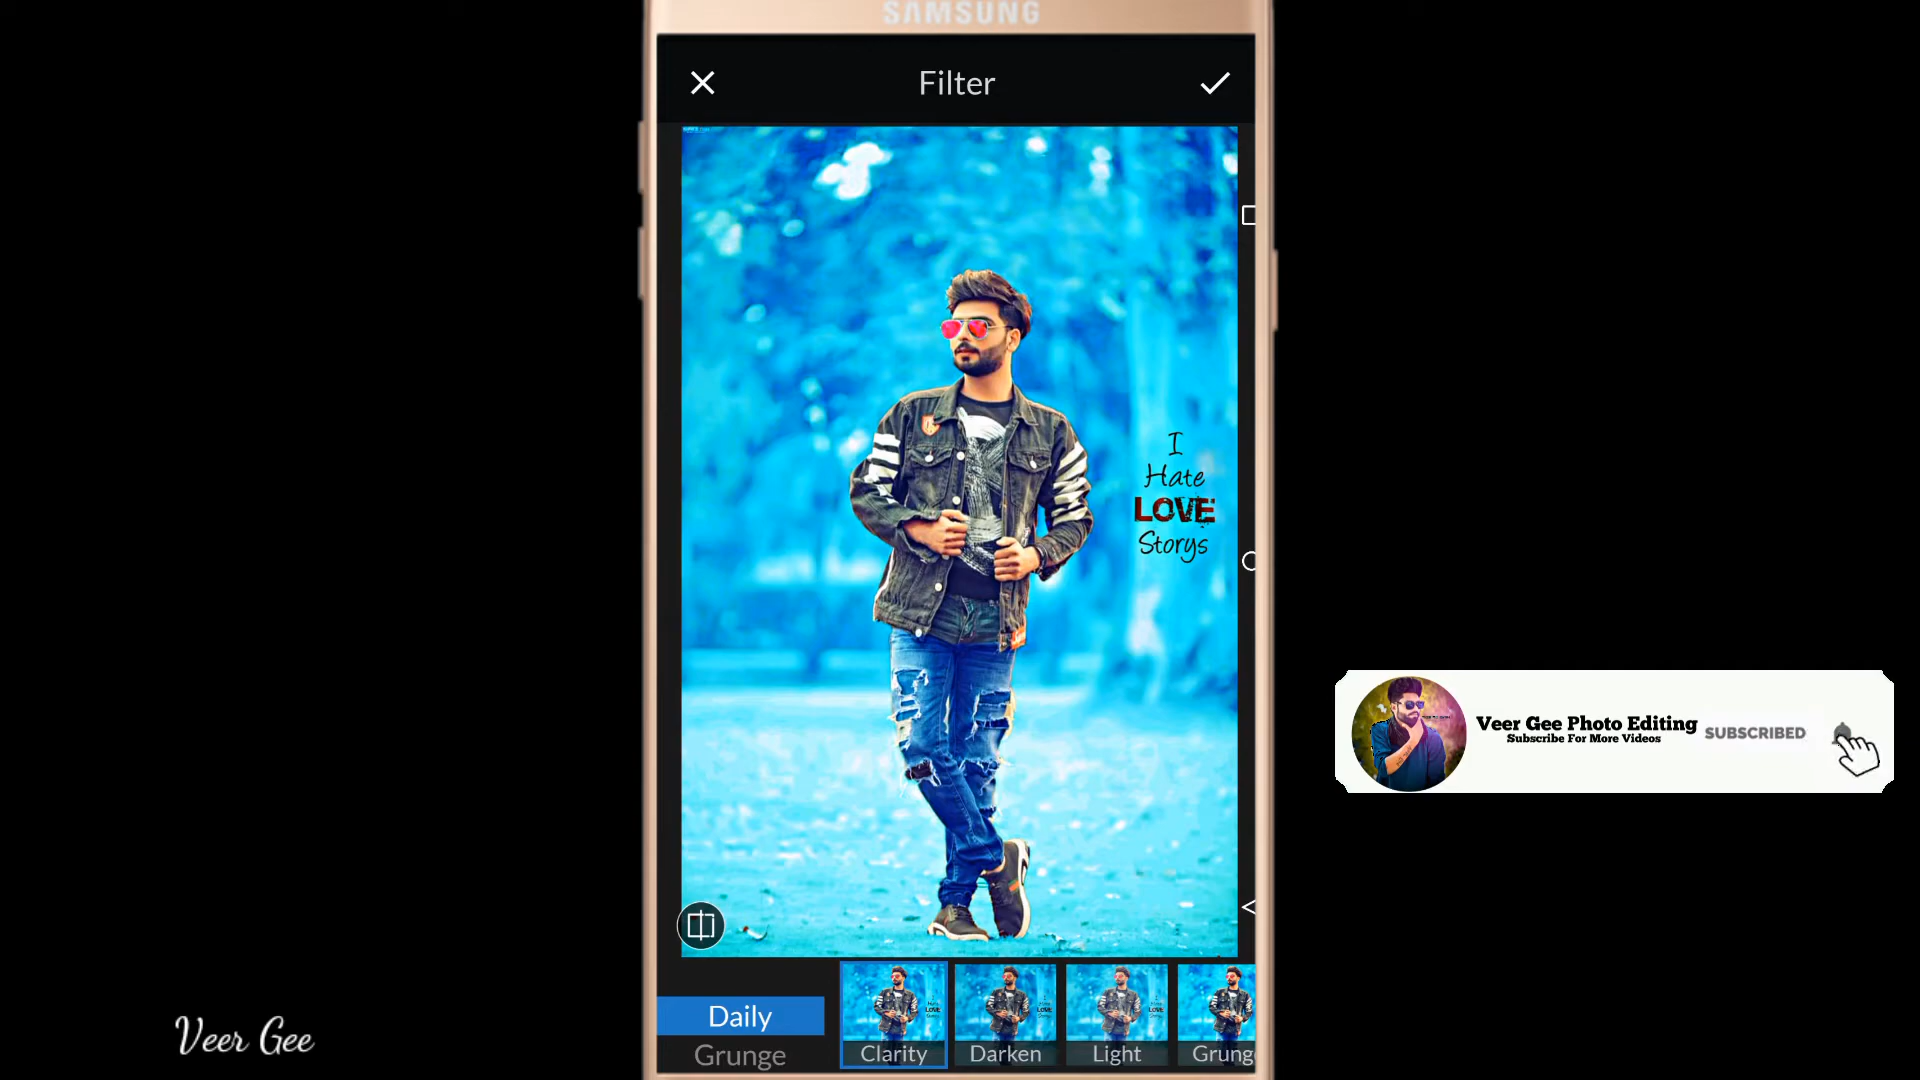 SAMSUNG
Filter
I
Hate
LOVE
Storys
Veer Gee Photo Editing
Subscribe For More Videos
SUBSCRIBED
Daily
Grunge
Clarity
Darken
Light
Grung
Veer Gee